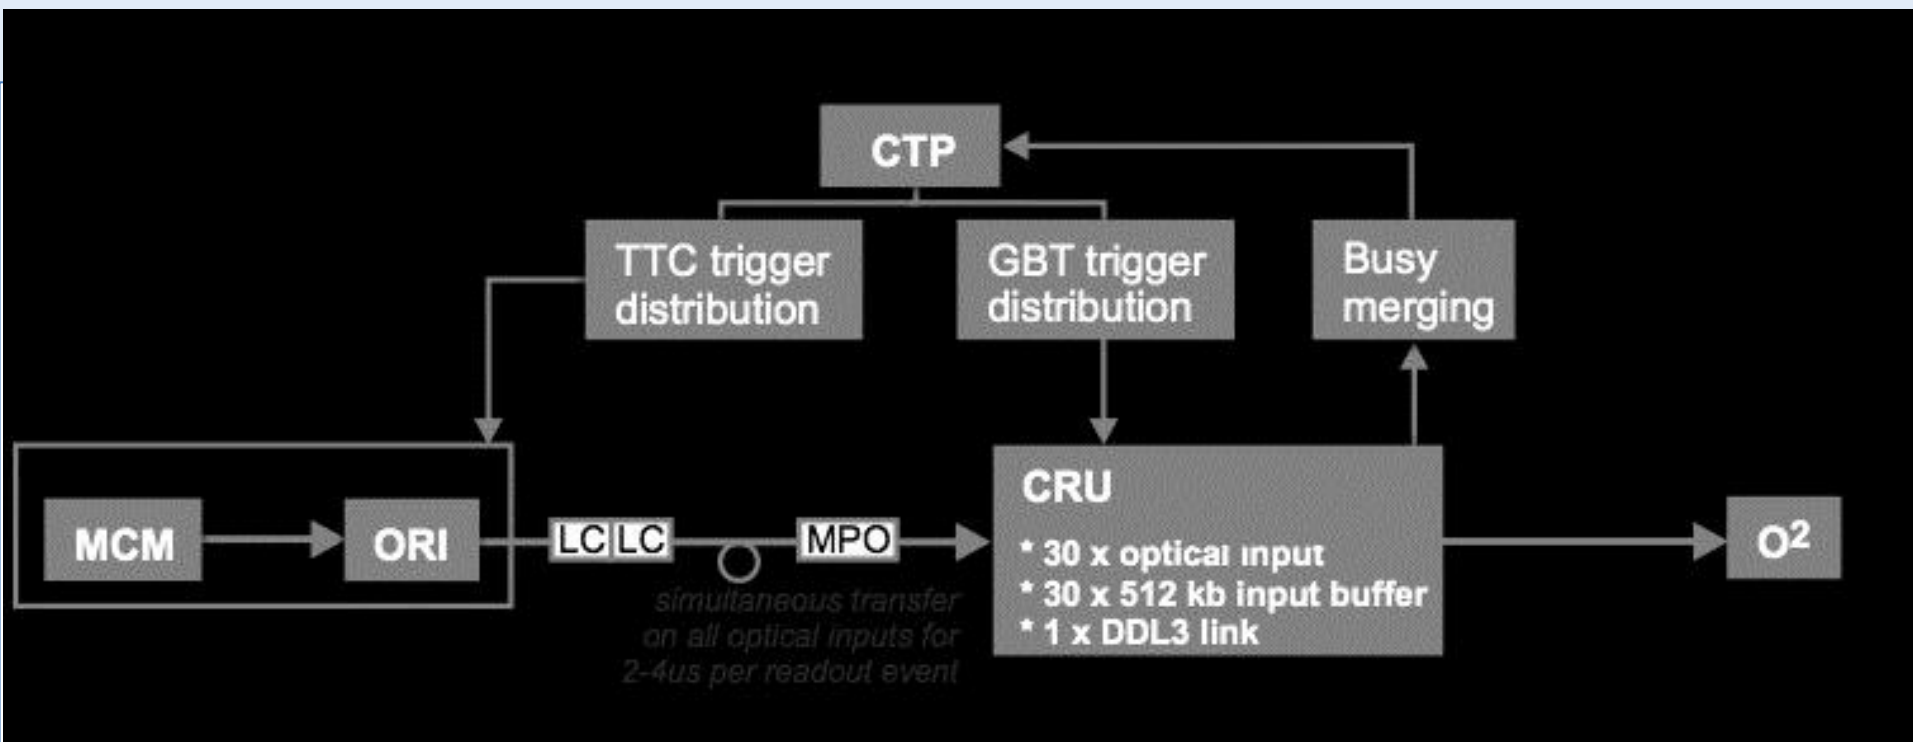 CTP
TTC trigger
distribution
GBT trigger
distribution
Busy
merging
MCM
ORI
LC LC
MPO
simultaneous transfer
on all optical inputs for
2-4us per readout event
CRU
* 30 x optical input
* 30 x 512 kb input buffer
* 1 x DDL3 link
O²